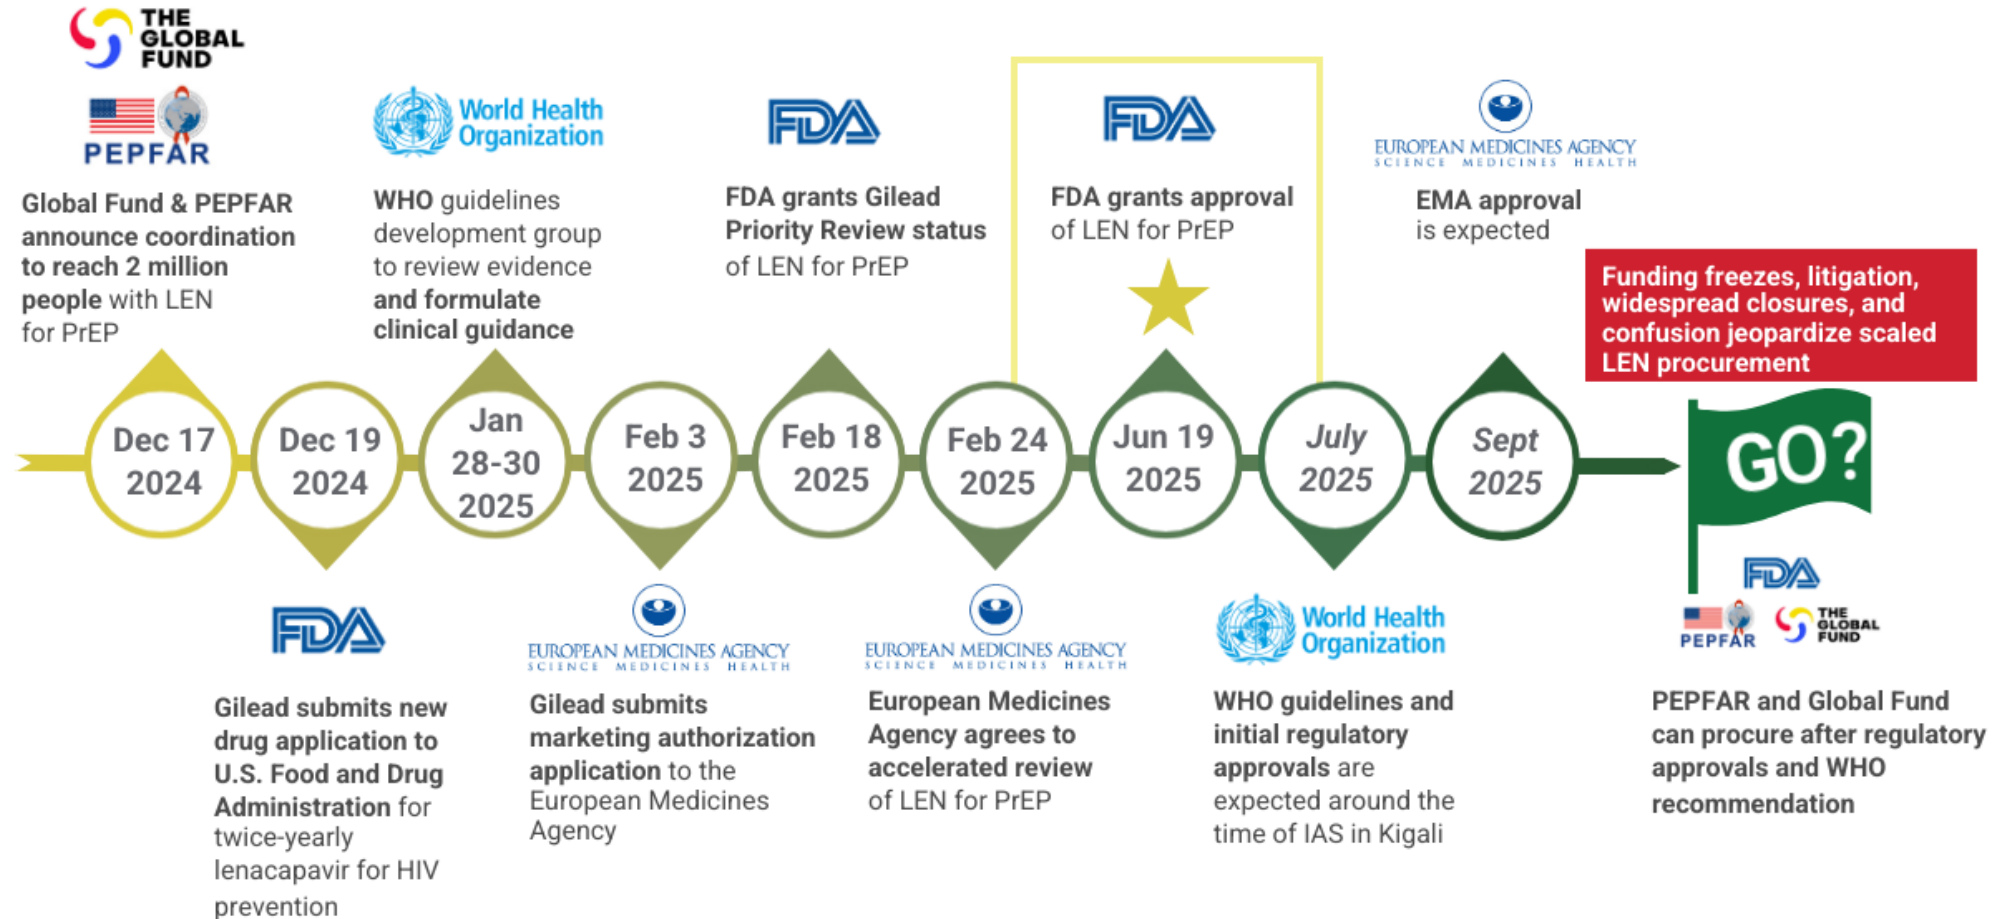 THE
GLOBAL
FUND
PEPFAR
Global Fund & PEPFAR
announce coordination
to reach 2 million
people with LEN
for PrEP
Dec 17
2024
Dec 19
2024
FDA
Gilead submits new
drug application to
U.S. Food and Drug
Administration for
twice-yearly
lenacapavir for HIV
prevention
World Health
Organization
WHO guidelines
development group
to review evidence
and formulate
clinical guidance
Jan
28-30
2025
Feb 3
2025
EUROPEAN MEDICINES AGENCY
SCIENCE MEDICINES HEALTH
Gilead submits
marketing authorization
application to the
European Medicines
Agency
FDA
FDA grants Gilead
Priority Review status
of LEN for PrEP
Feb 18
2025
Feb 24
2025
EUROPEAN MEDICINES AGENCY
SCIENCE MEDICINES HEALTH
European Medicines
Agency agrees to
accelerated review
of LEN for PrEP
FDA
FDA grants approval
of LEN for PrEP
Jun 19
2025
July
2025
World Health
Organization
WHO guidelines and
initial regulatory
approvals are
expected around the
time of IAS in Kigali
EUROPEAN MEDICINES AGENCY
SCIENCE MEDICINES HEALTH
EMA approval
is expected
Sept
2025
Funding freezes, litigation,
widespread closures, and
confusion jeopardize scaled
LEN procurement
GO?
FDA
PEPFAR
THE
GLOBAL
FUND
PEPFAR and Global Fund
can procure after regulatory
approvals and WHO
recommendation